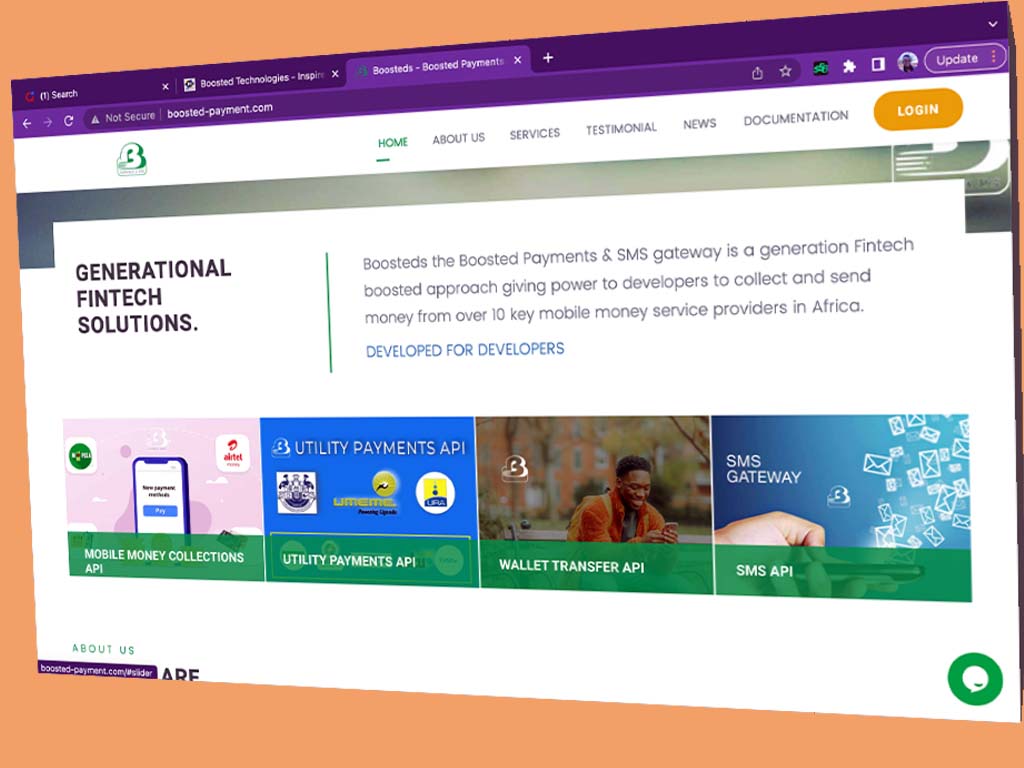 (1) Search
Boosted Technologies - Inspire
Boosteds - Boosted Payments
Update
Not Secure
boosted-payment.com
HOME
ABOUT US
SERVICES
TESTIMONIAL
NEWS
DOCUMENTATION
LOGIN
GENERATIONAL
FINTECH
SOLUTIONS.
Boosteds the Boosted Payments & SMS gateway is a generation Fintech
boosted approach giving power to developers to collect and send
money from over 10 key mobile money service providers in Africa.
DEVELOPED FOR DEVELOPERS
airtel
money
New payment
methods
Pay
MOBILE MONEY COLLECTIONS
API
UTILITY PAYMENTS API
UMEME
Powering Uganda
URA
UTILITY PAYMENTS API
WALLET TRANSFER API
SMS
GATEWAY
SMS API
ABOUT US
ARE
boosted-payment.com/#slider